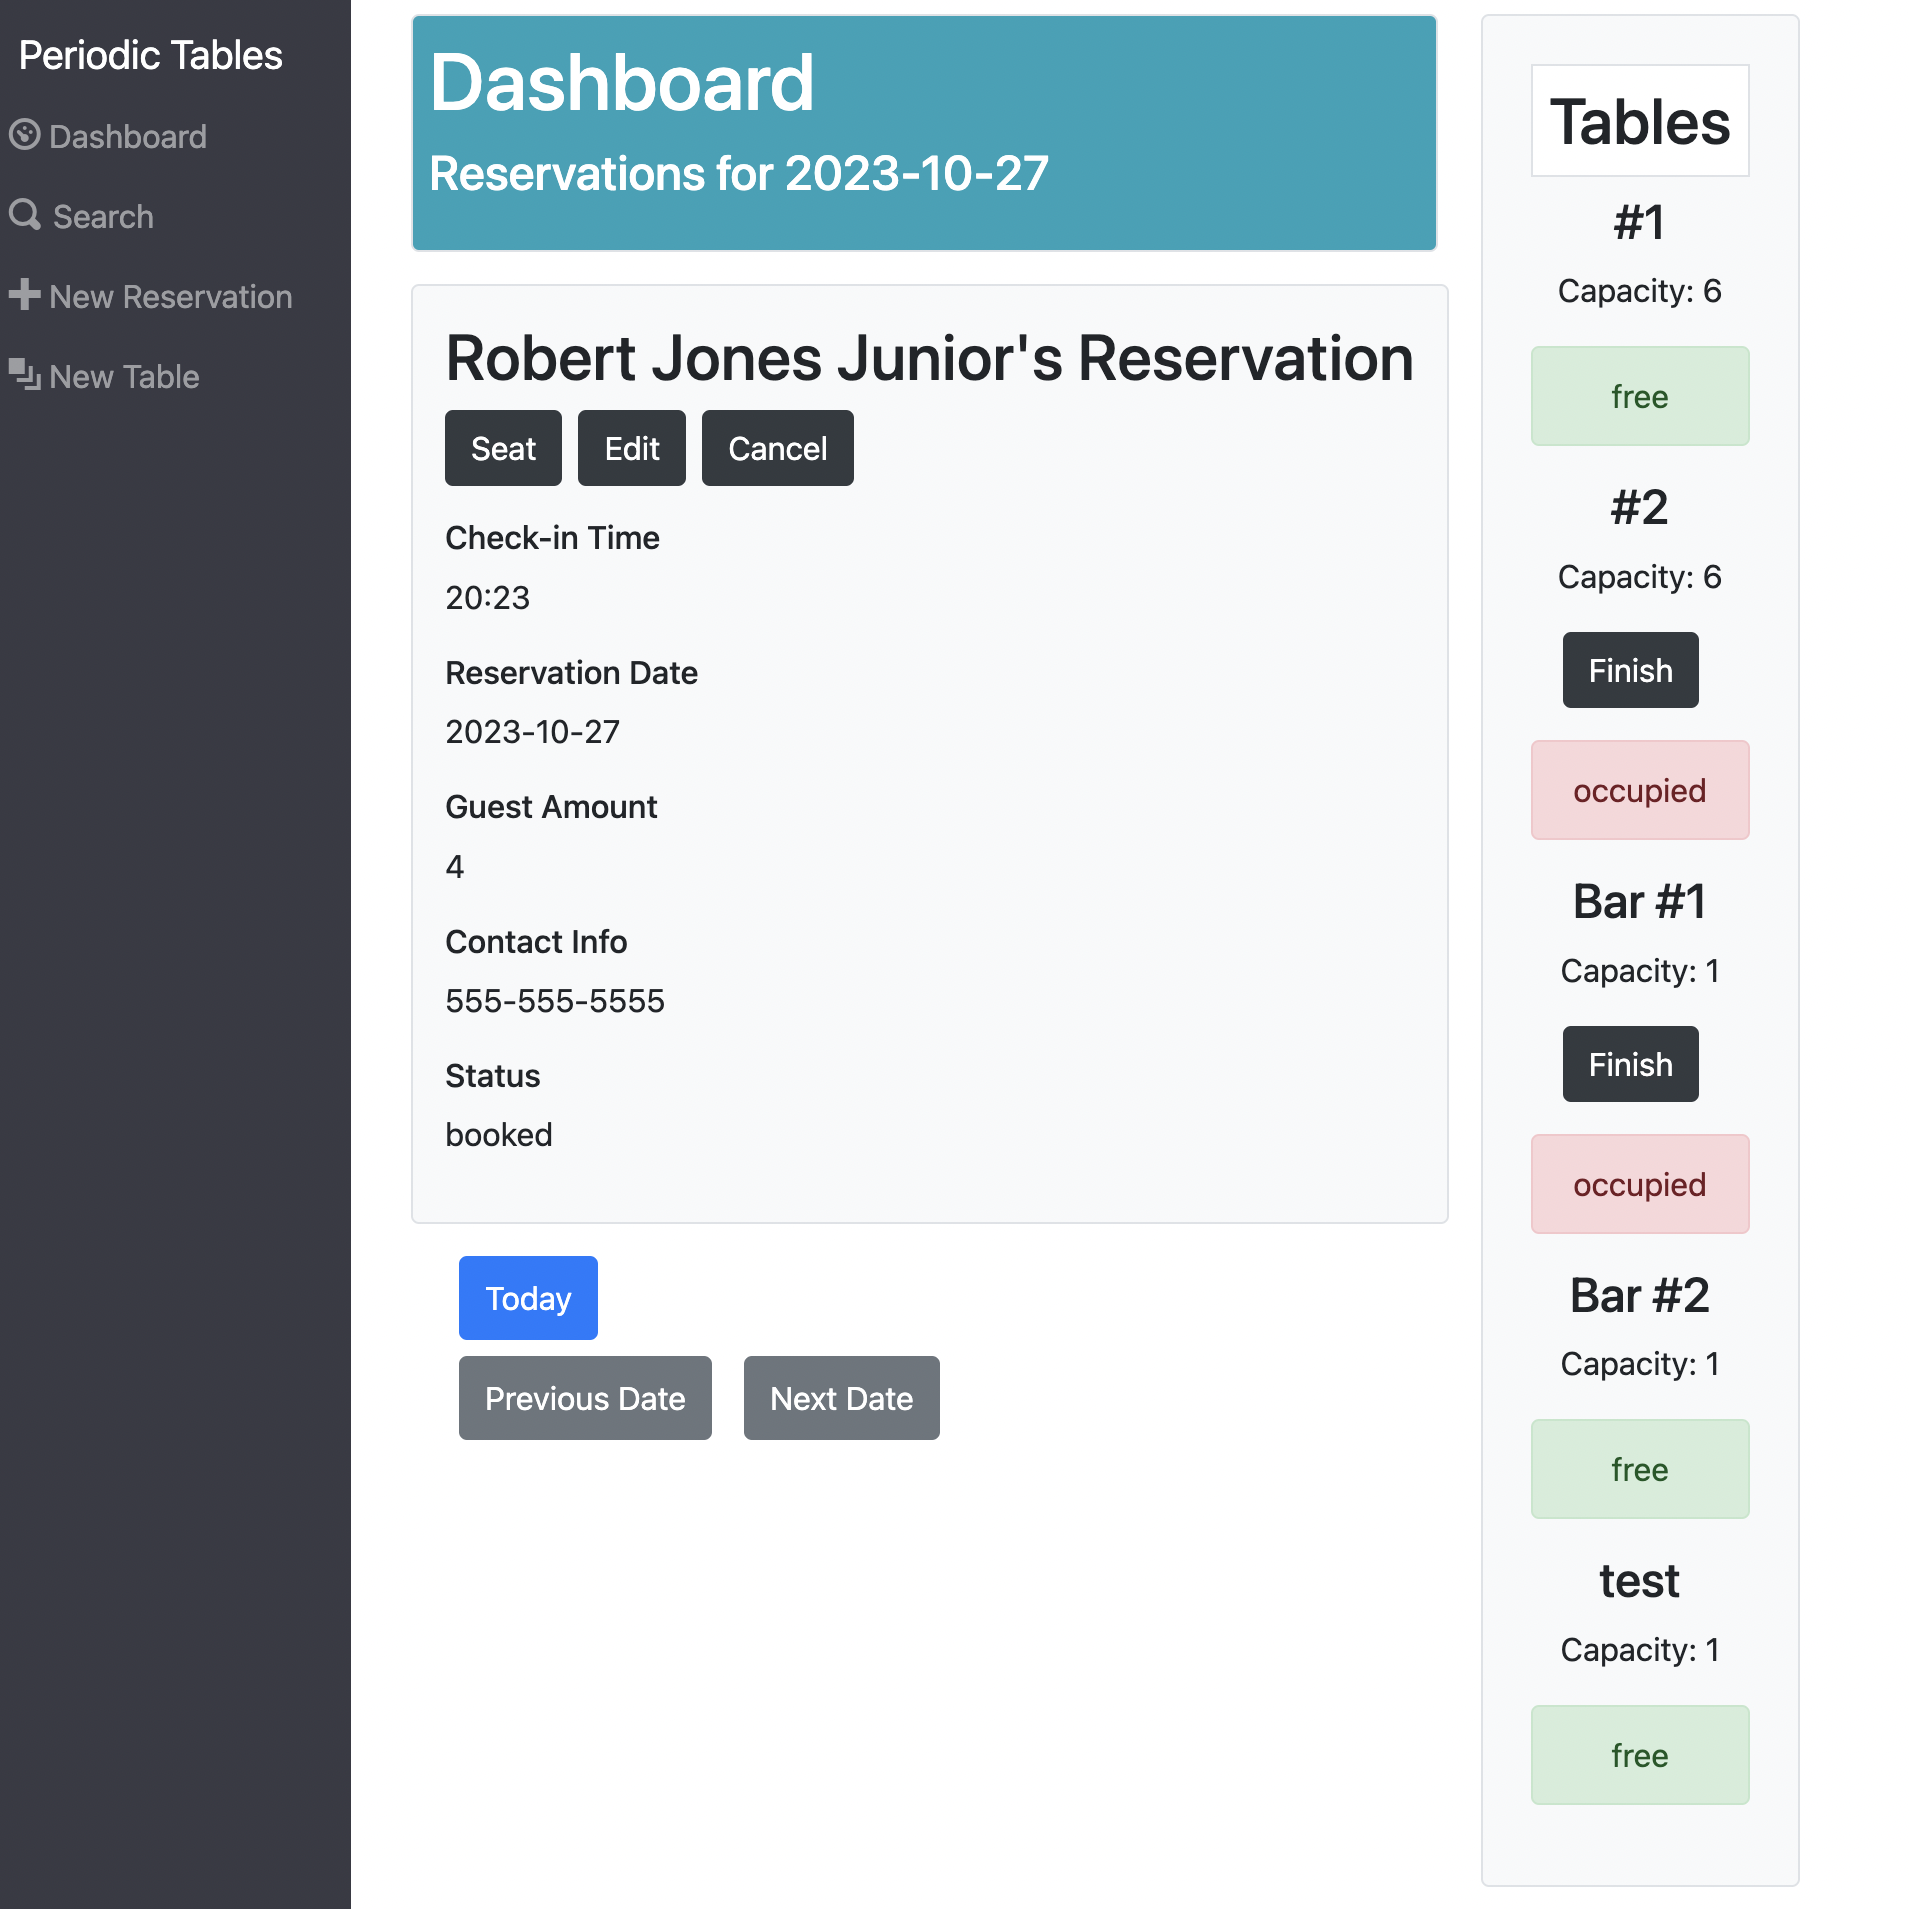 Periodic Tables
Dashboard
Search
New Reservation
New Table
Dashboard
Reservations for 2023-10-27
Robert Jones Junior's Reservation
Seat
Edit
Cancel
Check-in Time
20:23
Reservation Date
2023-10-27
Guest Amount
4
Contact Info
555-555-5555
Status
booked
Today
Previous Date
Next Date
Tables
#1
Capacity: 6
free
#2
Capacity: 6
Finish
occupied
Bar #1
Capacity: 1
Finish
occupied
Bar #2
Capacity: 1
free
test
Capacity: 1
free